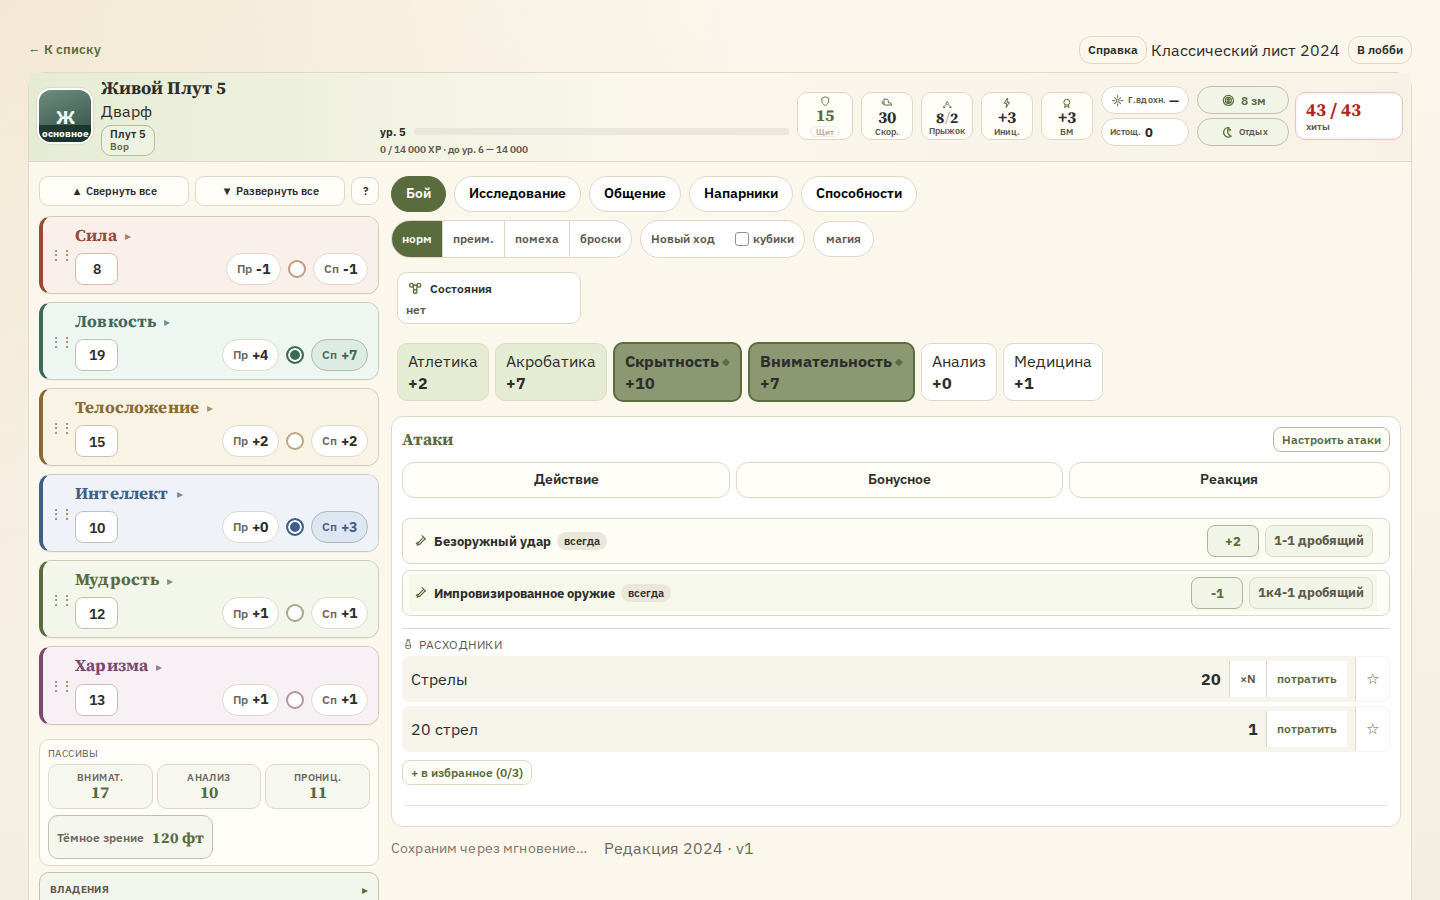 ← К списку
Справка Классический лист 2024 В лобби
Ж
основное
Живой Плут 5
Дварф
Плут 5
Вор
ур. 5
0 / 14 000 XP · до ур. 6 — 14 000
15
Щит
30
Скор.
8/2
Прыжок
+3
Иниц.
+3
БМ
Г.вдохн. —
Истощ. 0
8 зм
Отдых
43 / 43
хиты
▲ Свернуть все
▼ Развернуть все
?
Сила ▸
8
Пр -1
Сп -1
Ловкость ▸
19
Пр +4
Сп +7
Телосложение ▸
15
Пр +2
Сп +2
Интеллект ▸
10
Пр +0
Сп +3
Мудрость ▸
12
Пр +1
Сп +1
Харизма ▸
13
Пр +1
Сп +1
ПАССИВЫ
ВНИМАТ.
17
АНАЛИЗ
10
ПРОНИЦ.
11
Тёмное зрение 120 фт
ВЛАДЕНИЯ ▸
Бой
Исследование
Общение
Напарники
Способности
норм
преим.
помеха
броски
Новый ход
кубики
магия
Состояния
нет
Атлетика
+2
Акробатика
+7
Скрытность ◆
+10
Внимательность ◆
+7
Анализ
+0
Медицина
+1
Атаки
Настроить атаки
Действие
Бонусное
Реакция
Безоружный удар всегда
+2
1-1 дробящий
Импровизированное оружие всегда
-1
1к4-1 дробящий
РАСХОДНИКИ
Стрелы 20 ×N потратить ☆
20 стрел 1 потратить ☆
+ в избранное (0/3)
Сохраним через мгновение… Редакция 2024 · v1